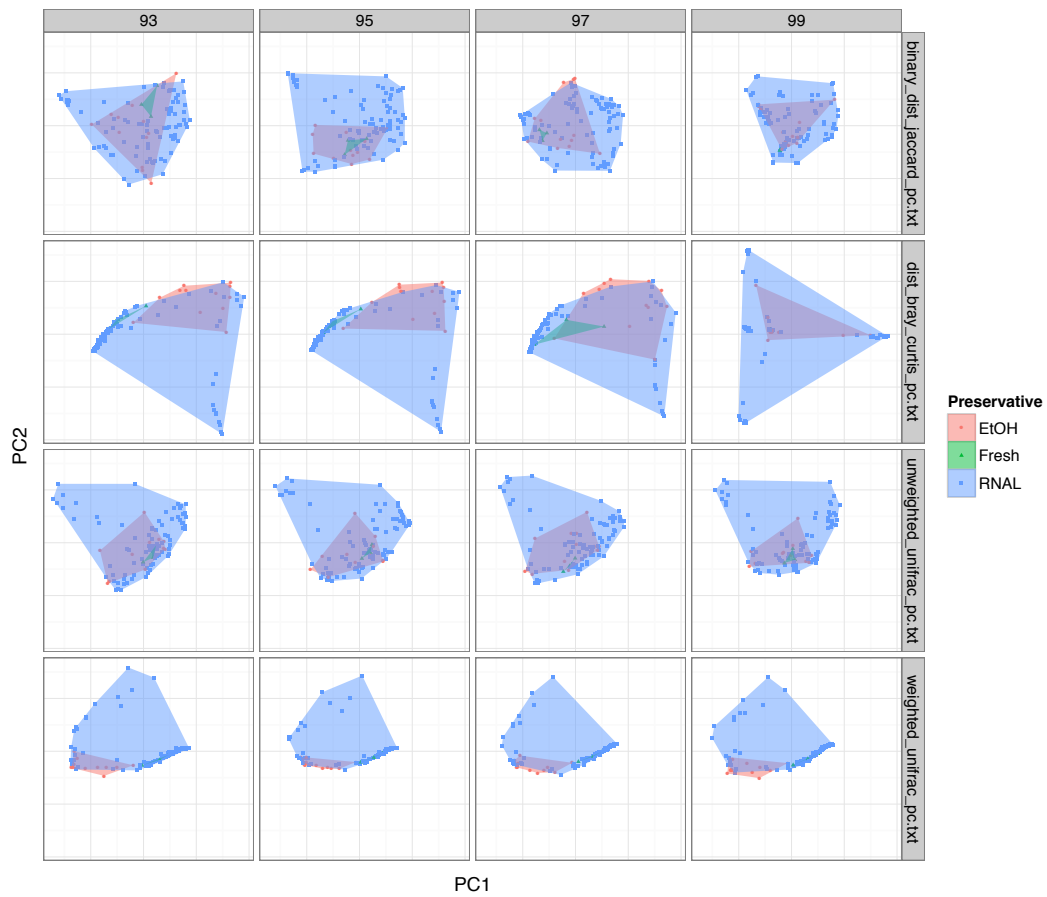 93
95
97
99
binary_dist_jaccard_pc.txt
dist_bray_curtis_pc.txt
unweighted_unifrac_pc.txt
weighted_unifrac_pc.txt
PC2
PC1
Preservative
EtOH
Fresh
RNAL